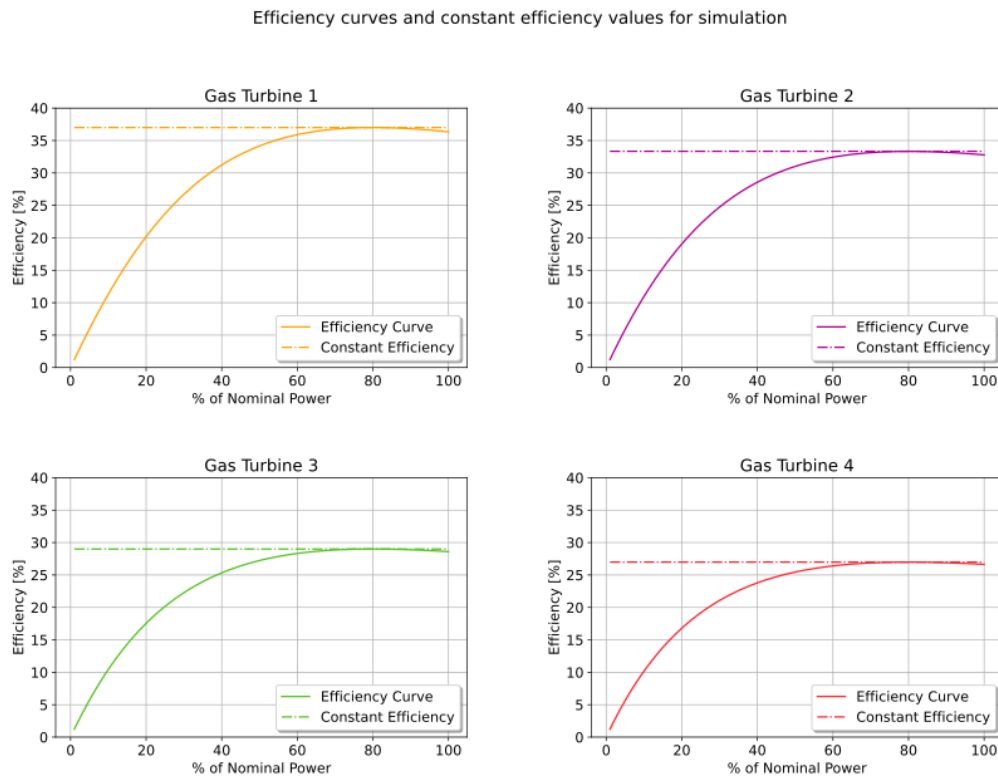 Efficiency curves and constant efficiency values for simulation
Gas Turbine 1
40
35
30
25
20
15
10
5
0
Efficiency [%]
0 20 40 60 80 100
% of Nominal Power
Efficiency Curve
Constant Efficiency
Gas Turbine 2
40
35
30
25
20
15
10
5
0
Efficiency [%]
0 20 40 60 80 100
% of Nominal Power
Efficiency Curve
Constant Efficiency
Gas Turbine 3
40
35
30
25
20
15
10
5
0
Efficiency [%]
0 20 40 60 80 100
% of Nominal Power
Efficiency Curve
Constant Efficiency
Gas Turbine 4
40
35
30
25
20
15
10
5
0
Efficiency [%]
0 20 40 60 80 100
% of Nominal Power
Efficiency Curve
Constant Efficiency